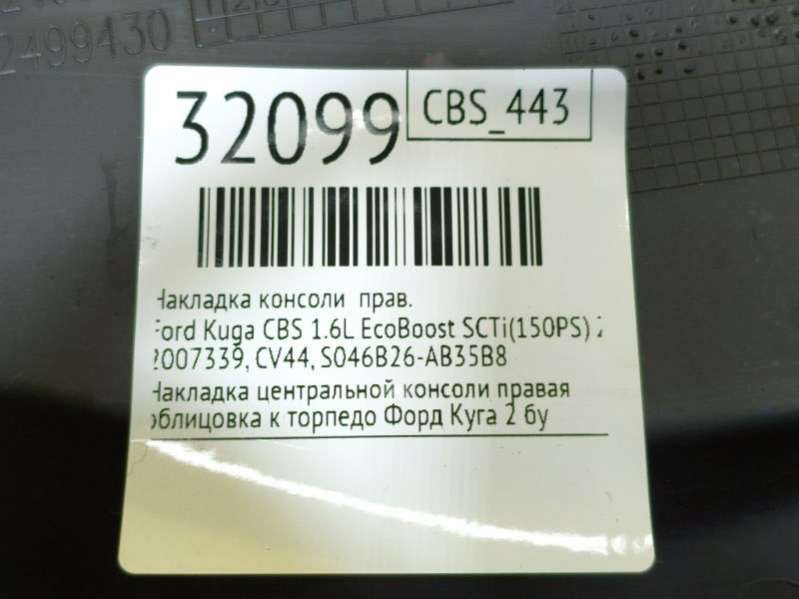 2499430
32099
CBS_443
Накладка консоли прав.
Ford Kuga CBS 1.6L EcoBoost SCTi(150PS) 2
2007339, CV44, S046B26-AB35B8
Накладка центральной консоли правая
облицовка к торпедо Форд Куга 2 бу